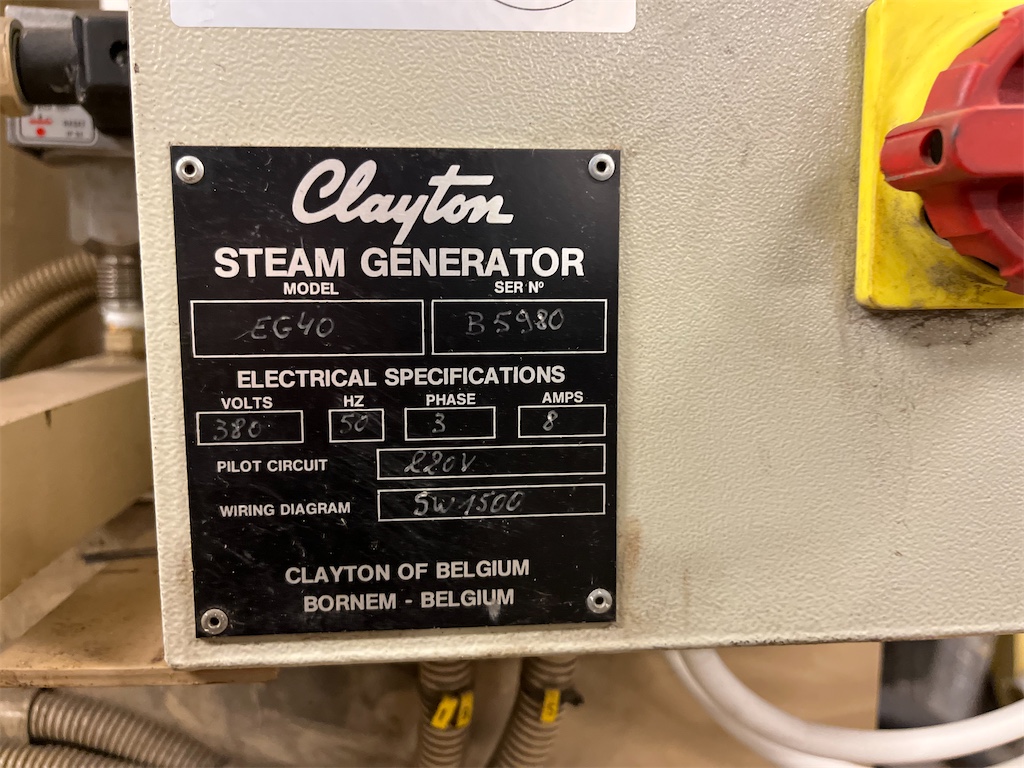 Clayton
STEAM GENERATOR
MODEL SER Nº
EG40 B5980
ELECTRICAL SPECIFICATIONS
VOLTS HZ PHASE AMPS
380 50 3 8
PILOT CIRCUIT 220V
WIRING DIAGRAM SW1500
CLAYTON OF BELGIUM
BORNEM - BELGIUM